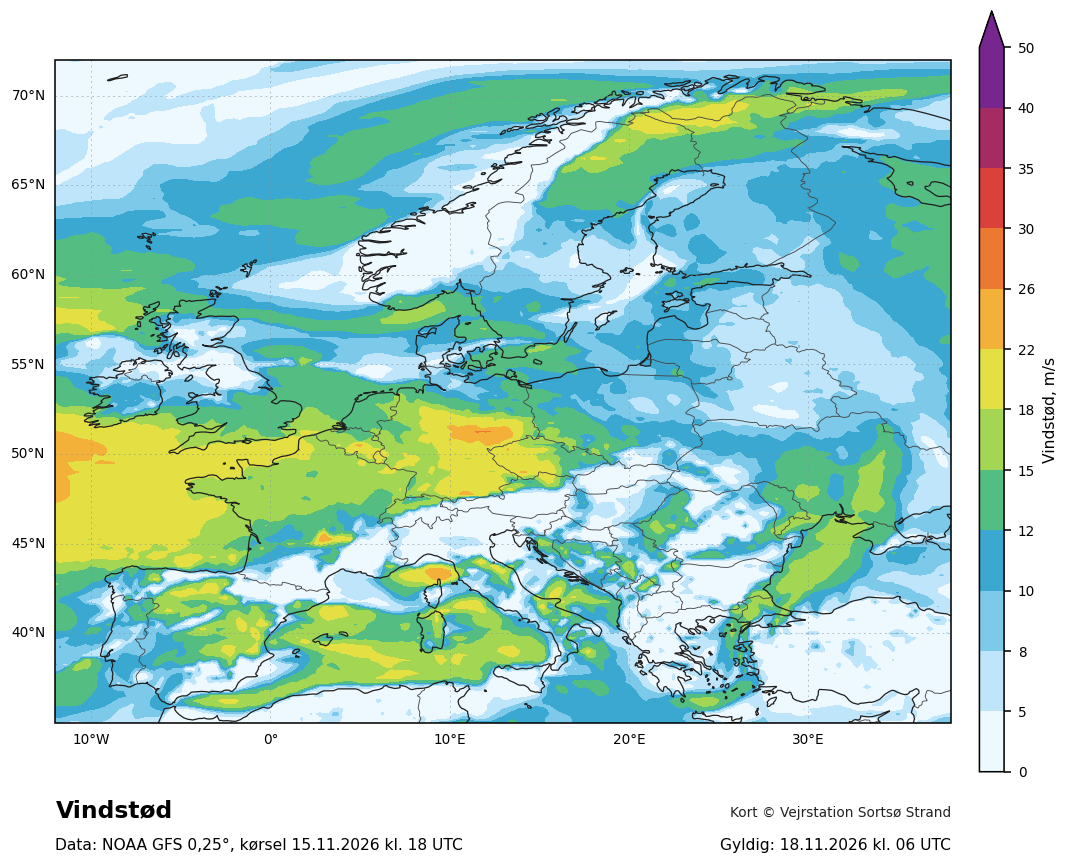 50
40
35
30
26
22
18
15
12
10
8
5
0
Vindstød, m/s
70°N
65°N
60°N
55°N
50°N
45°N
40°N
10°W
0°
10°E
20°E
30°E
Vindstød
Kort © Vejrstation Sortsø Strand
Data: NOAA GFS 0,25°, kørsel 15.11.2026 kl. 18 UTC
Gyldig: 18.11.2026 kl. 06 UTC